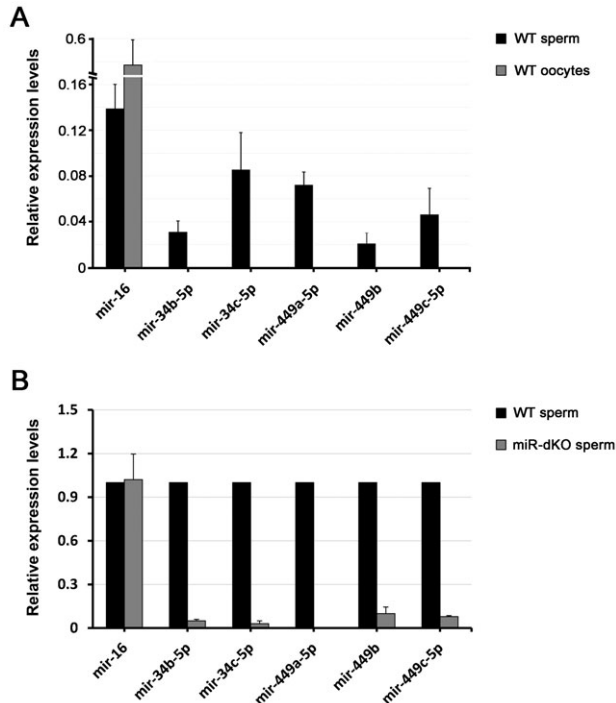 A
Relative expression levels
0.6
0.16
0.12
0.08
0.04
0
mir-16
mir-34b-5p
mir-34c-5p
mir-449a-5p
mir-449b
mir-449c-5p
WT sperm
WT oocytes
B
Relative expression levels
1.5
1.2
0.9
0.6
0.3
0
mir-16
mir-34b-5p
mir-34c-5p
mir-449a-5p
mir-449b
mir-449c-5p
WT sperm
miR-dKO sperm